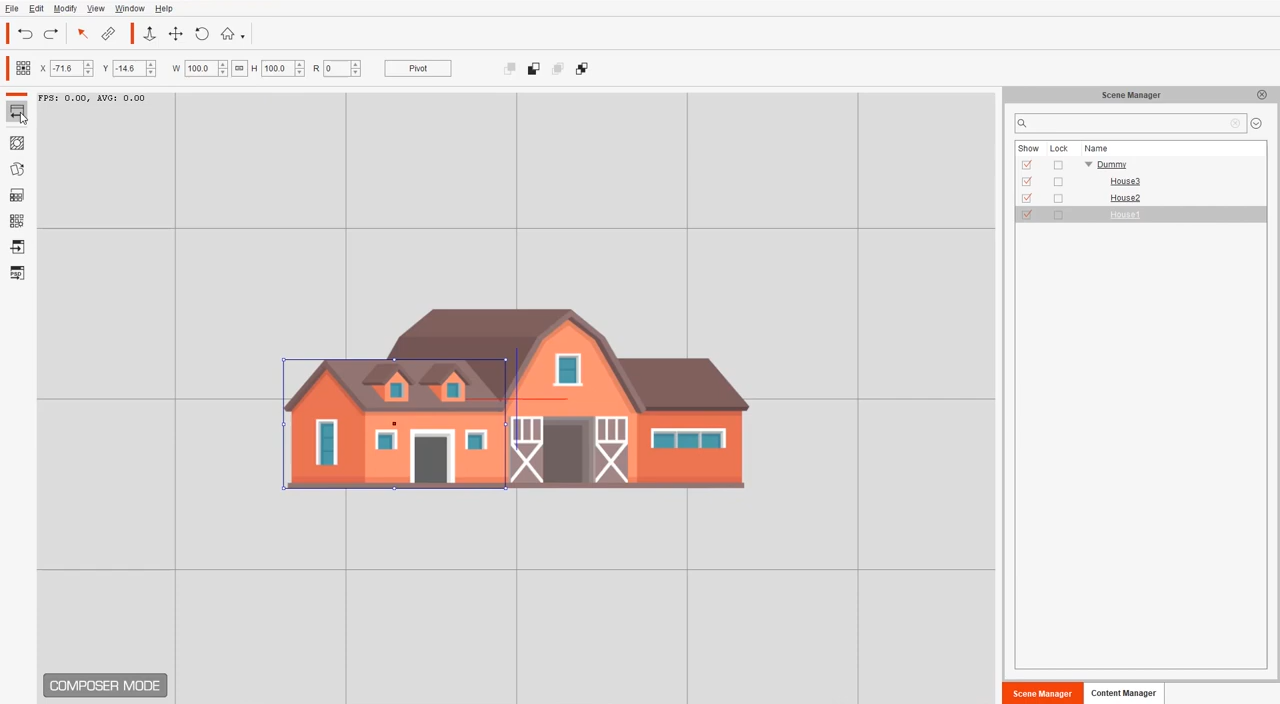 File Edit Modify View Window Help
X -71.6 Y -14.6 W 100.0 H 100.0 R 0 Pivot
FPS: 0.00, AVG: 0.00
Scene Manager
Show Lock Name
Dummy
House3
House2
House1
PSD
COMPOSER MODE
Scene Manager Content Manager